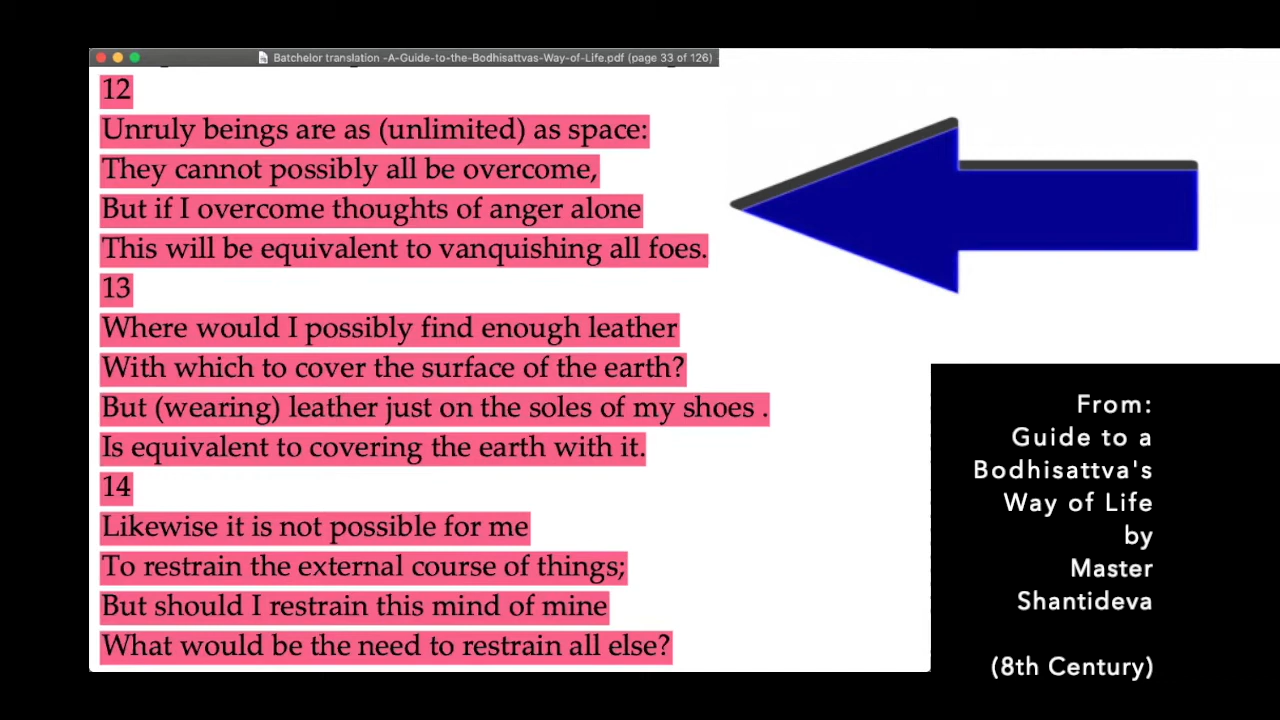 Batchelor translation -A-Guide-to-the-Bodhisattvas-Way-of-Life.pdf (page 33 of 126)
12
Unruly beings are as (unlimited) as space:
They cannot possibly all be overcome,
But if I overcome thoughts of anger alone
This will be equivalent to vanquishing all foes.
13
Where would I possibly find enough leather
With which to cover the surface of the earth?
But (wearing) leather just on the soles of my shoes .
Is equivalent to covering the earth with it.
14
Likewise it is not possible for me
To restrain the external course of things;
But should I restrain this mind of mine
What would be the need to restrain all else?
From:
Guide to a
Bodhisattva's
Way of Life
by
Master
Shantideva
(8th Century)